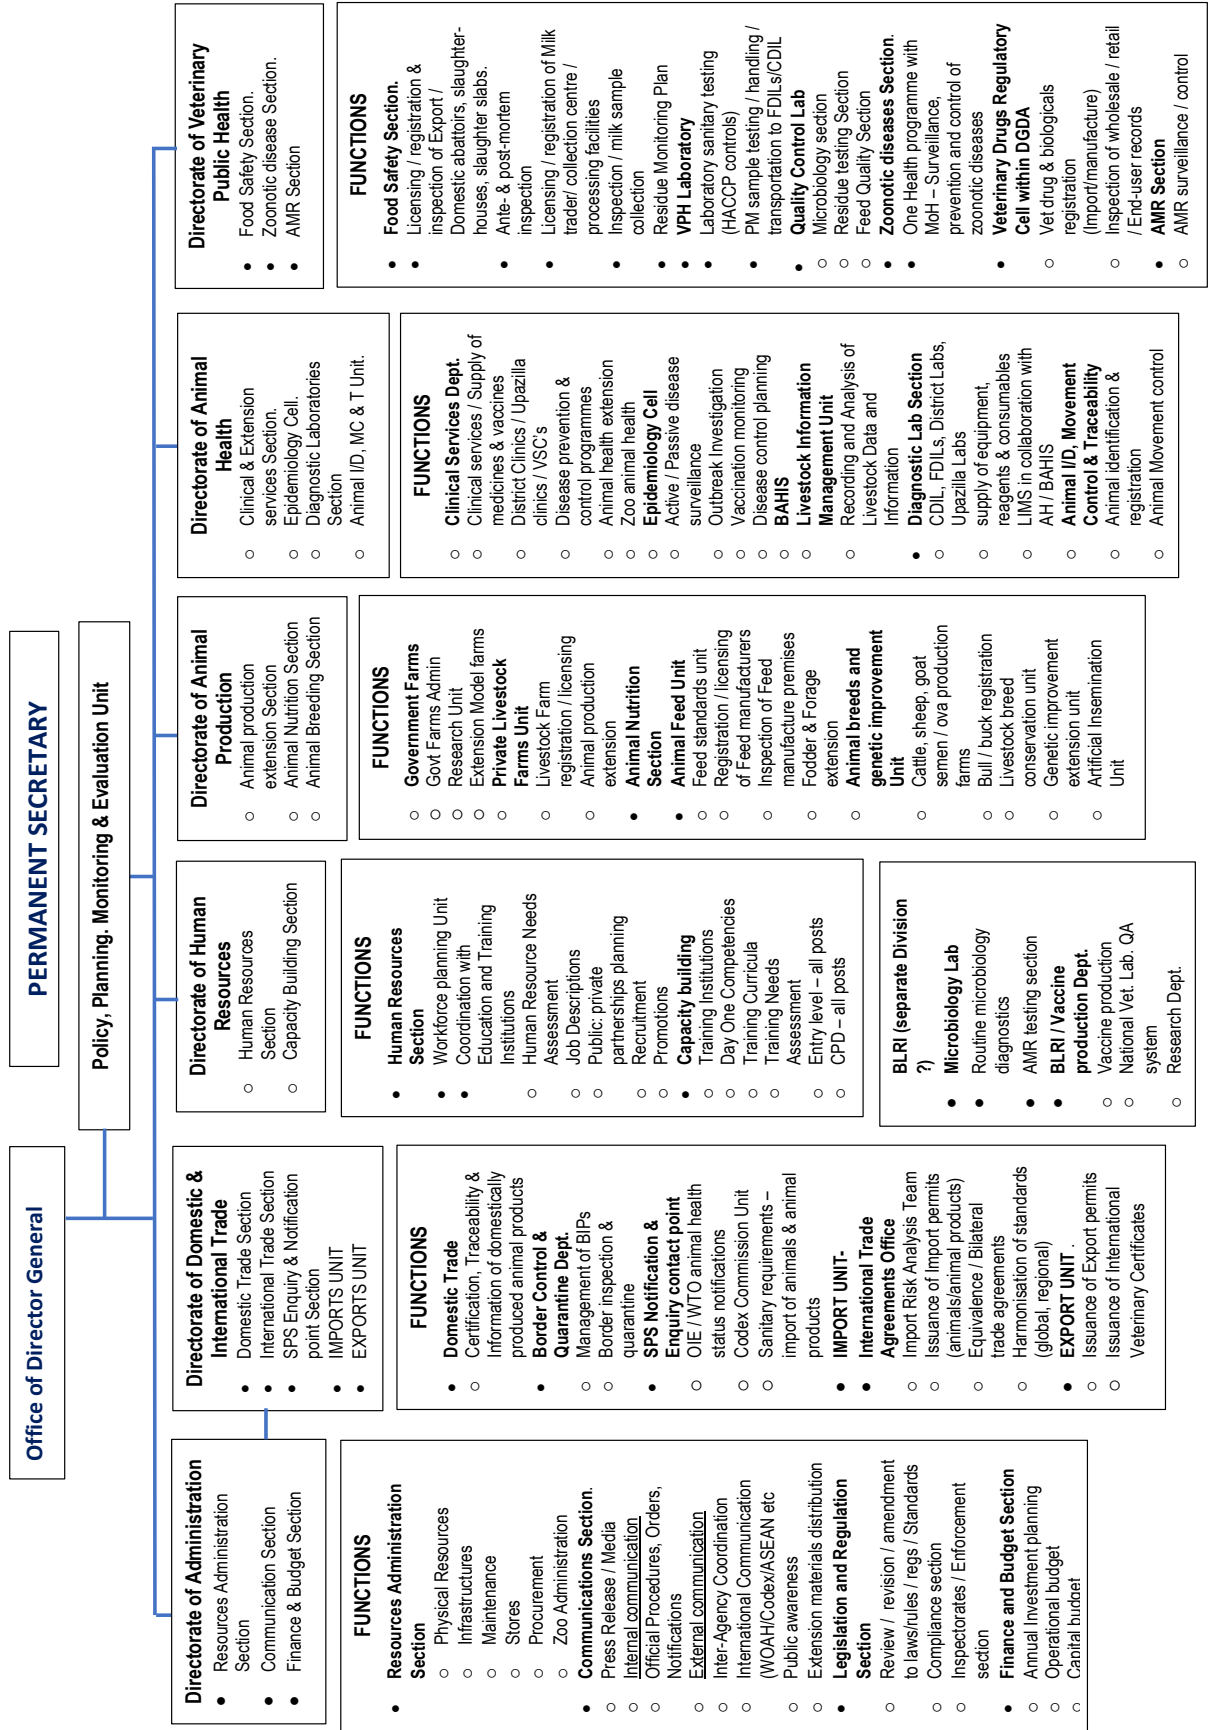 PERMANENT SECRETARY
Office of Director General
Policy, Planning. Monitoring & Evaluation Unit
Directorate of Administration
● Resources Administration
Section
● Communication Section
● Finance & Budget Section
FUNCTIONS
● Resources Administration
Section
○ Physical Resources
○ Infrastructures
○ Maintenance
○ Stores
○ Procurement
○ Zoo Administration
● Communications Section.
○ Press Release / Media
○ Internal communication
○ Official Procedures, Orders,
Notifications
○ External communication
○ Inter-Agency Coordination
○ International Communication
(WOAH/Codex/ASEAN etc
○ Public awareness
○ Extension materials distribution
● Legislation and Regulation
Section
○ Review / revision / amendment
to laws/rules / regs / Standards
○ Compliance section
○ Inspectorates / Enforcement
section
● Finance and Budget Section
○ Annual Investment planning
○ Operational budget
○ Capital budget
Directorate of Domestic &
International Trade
● Domestic Trade Section
● International Trade Section
● SPS Enquiry & Notification
point Section
● IMPORTS UNIT
● EXPORTS UNIT
FUNCTIONS
● Domestic Trade
○ Certification, Traceability &
Information of domestically
produced animal products
● Border Control &
Quarantine Dept.
○ Management of BIPs
○ Border inspection &
quarantine
● SPS Notification &
Enquiry contact point
○ OIE / WTO animal health
status notifications
○ Codex Commission Unit
○ Sanitary requirements –
import of animals & animal
products
● IMPORT UNIT-
● International Trade
Agreements Office
○ Import Risk Analysis Team
○ Issuance of Import permits
(animals/animal products)
○ Equivalence / Bilateral
trade agreements
○ Harmonisation of standards
(global, regional)
● EXPORT UNIT .
○ Issuance of Export permits
○ Issuance of International
Veterinary Certificates
Directorate of Human
Resources
○ Human Resources
Section
○ Capacity Building Section
FUNCTIONS
● Human Resources
Section
● Workforce planning Unit
● Coordination with
Education and Training
Institutions
○ Human Resource Needs
Assessment
○ Job Descriptions
○ Public: private
partnerships planning
○ Recruitment
○ Promotions
● Capacity building
○ Training Institutions
○ Day One Competencies
○ Training Curricula
○ Training Needs
Assessment
○ Entry level – all posts
○ CPD – all posts
BLRI (separate Division
?)
● Microbiology Lab
● Routine microbiology
diagnostics
● AMR testing section
● BLRI / Vaccine
production Dept.
○ Vaccine production
○ National Vet. Lab. QA
system
○ Research Dept.
Directorate of Animal
Production
○ Animal production
extension Section
○ Animal Nutrition Section
○ Animal Breeding Section
FUNCTIONS
○ Government Farms
○ Govt Farms Admin
○ Research Unit
○ Extension Model farms
○ Private Livestock
Farms Unit
○ Livestock Farm
registration / licensing
○ Animal production
extension
● Animal Nutrition
Section
● Animal Feed Unit
○ Feed standards unit
○ Registration / licensing
of Feed manufacturers
○ Inspection of Feed
manufacture premises
○ Fodder & Forage
extension
○ Animal breeds and
genetic improvement
Unit
○ Cattle, sheep, goat
semen / ova production
farms
○ Bull / buck registration
○ Livestock breed
conservation unit
○ Genetic improvement
extension unit
○ Artificial Insemination
Unit
Directorate of Animal
Health
○ Clinical & Extension
services Section.
○ Epidemiology Cell.
○ Diagnostic Laboratories
Section
○ Animal I/D, MC & T Unit.
FUNCTIONS
○ Clinical Services Dept.
○ Clinical services / Supply of
medicines & vaccines
○ District Clinics / Upazilla
clinics / VSC's
○ Disease prevention &
control programmes
○ Animal health extension
○ Zoo animal health
○ Epidemiology Cell
○ Active / Passive disease
surveillance
○ Outbreak Investigation
○ Vaccination monitoring
○ Disease control planning
○ BAHIS
○ Livestock Information
Management Unit
○ Recording and Analysis of
Livestock Data and
Information
● Diagnostic Lab Section
○ CDIL, FDILs, District Labs,
Upazilla Labs
○ supply of equipment,
reagents & consumables
○ LIMS in collaboration with
AH / BAHIS
○ Animal I/D, Movement
Control & Traceability
○ Animal identification &
registration
○ Animal Movement control
Directorate of Veterinary
Public Health
● Food Safety Section.
● Zoonotic disease Section.
● AMR Section
FUNCTIONS
● Food Safety Section.
● Licensing / registration &
inspection of Export /
Domestic abattoirs, slaughter-
houses, slaughter slabs.
● Ante- & post-mortem
inspection
● Licensing / registration of Milk
trader/ collection centre /
processing facilities
● Inspection / milk sample
collection
● Residue Monitoring Plan
● VPH Laboratory
● Laboratory sanitary testing
(HACCP controls)
● PM sample testing / handling /
transportation to FDILs/CDIL
● Quality Control Lab
○ Microbiology section
○ Residue testing Section
○ Feed Quality Section
● Zoonotic diseases Section.
● One Health programme with
MoH – Surveillance,
prevention and control of
zoonotic diseases
● Veterinary Drugs Regulatory
Cell within DGDA
○ Vet drug & biologicals
registration
(Import/manufacture)
○ Inspection of wholesale / retail
/ End-user records
● AMR Section
○ AMR surveillance / control